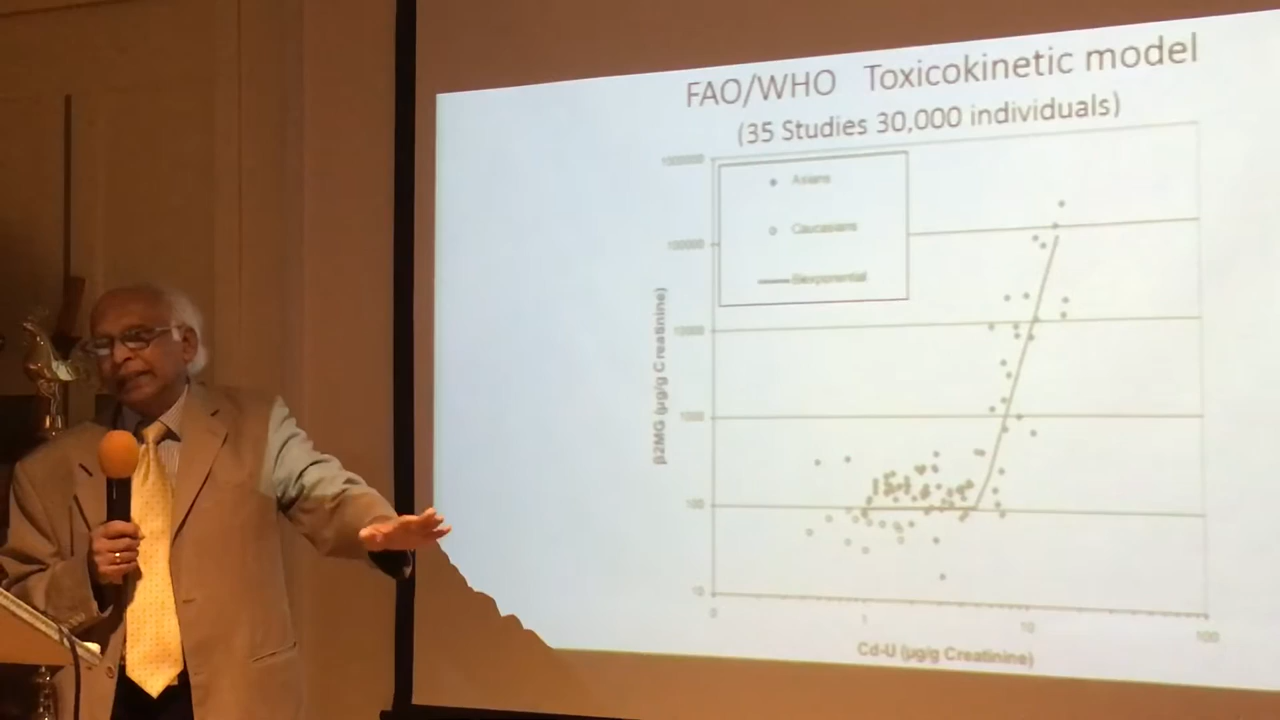 FAO/WHO Toxicokinetic model
(35 Studies 30,000 individuals)
1000000
Asians
Caucasians
Biexponential
100000
10000
1000
100
10
β2MG (µg/g Creatinine)
0 1 10 100
Cd-U (µg/g Creatinine)